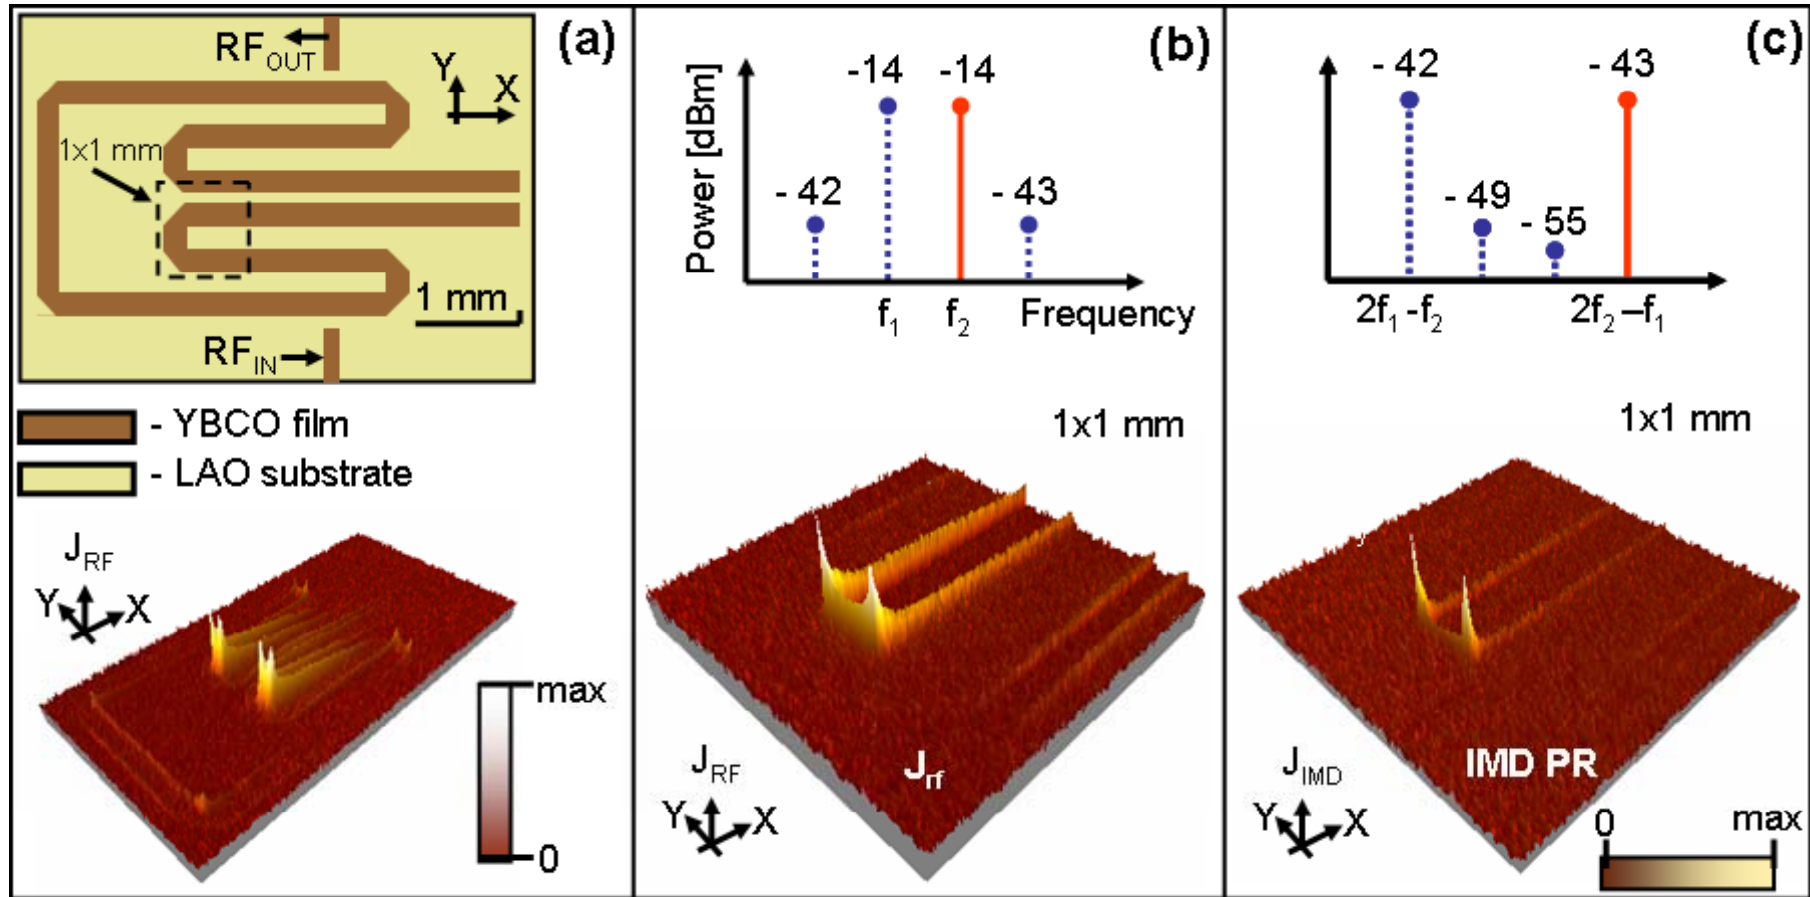 (a)
RF_OUT
Y
X
1x1 mm
1 mm
RF_IN
- YBCO film
- LAO substrate
J_RF
Y
X
max
0
(b)
Power [dBm]
-14
-14
- 42
- 43
f_1
f_2
Frequency
1x1 mm
J_RF
Y
X
J_rf
(c)
- 42
- 43
- 49
- 55
2f_1 -f_2
2f_2 –f_1
1x1 mm
J_IMD
Y
X
IMD PR
0
max